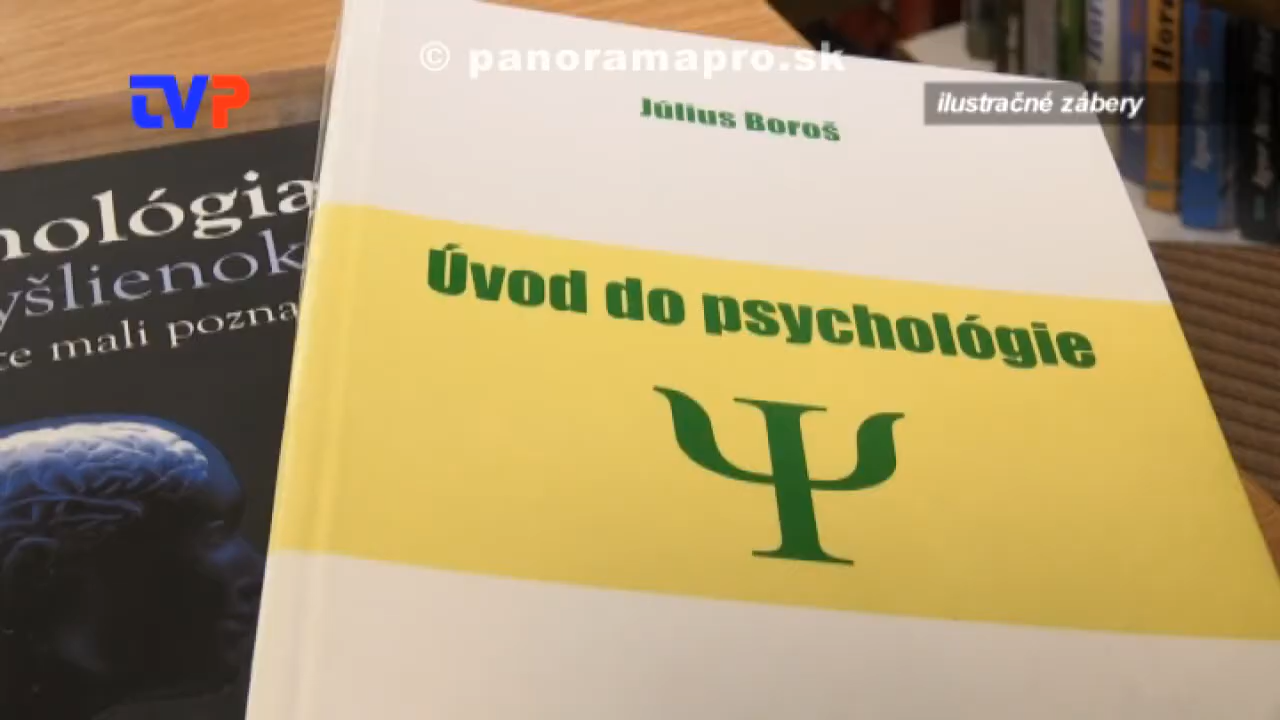 © panoramapro.sk
TVP
ilustračné zábery
Július Boroš
Úvod do psychológie
Ψ
nológia
yšlienok
te mali pozna